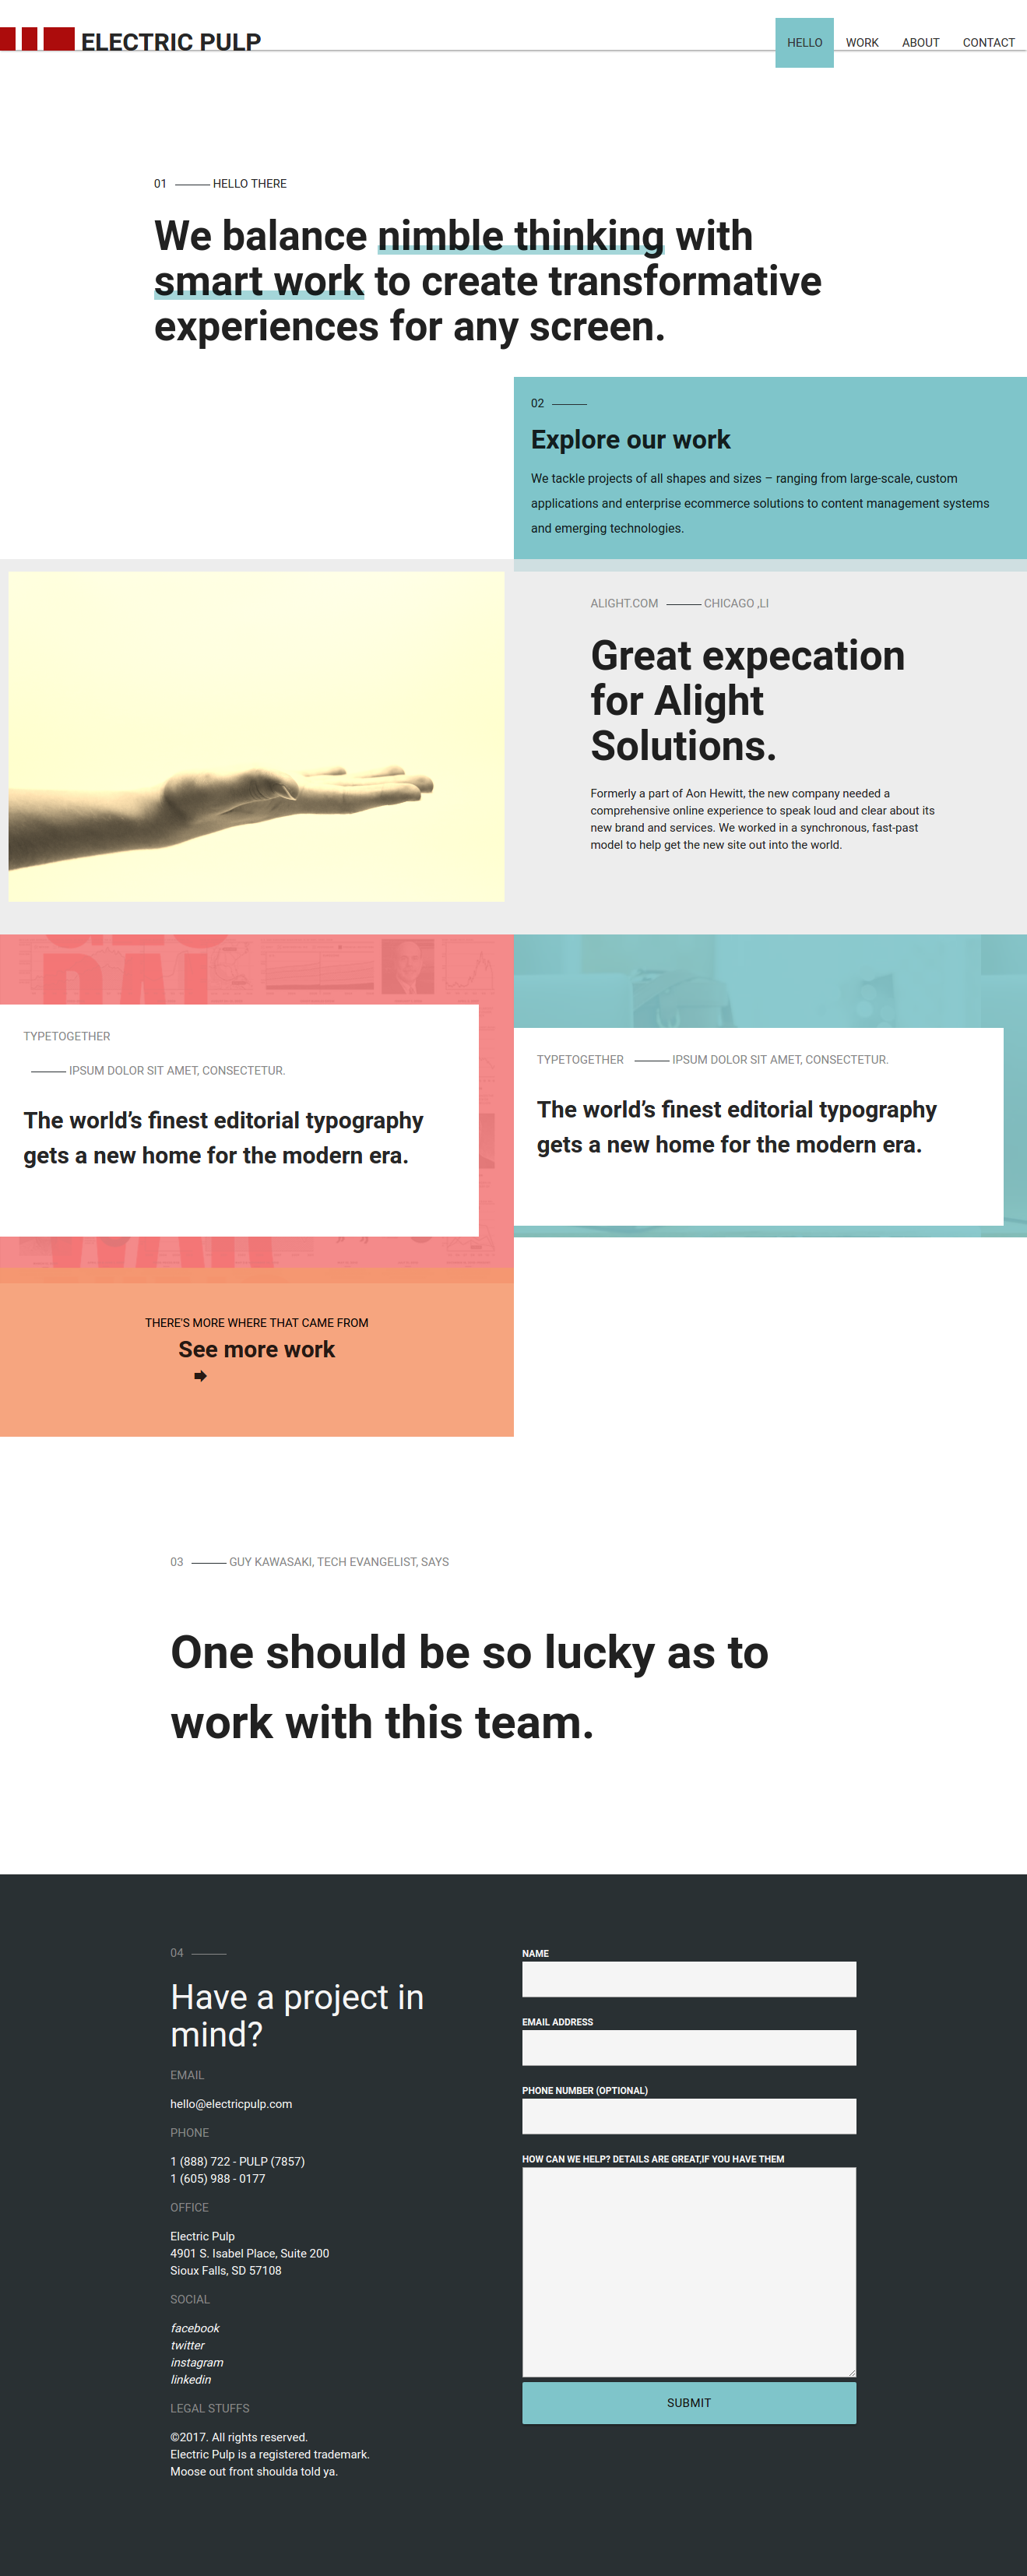 ELECTRIC PULP
HELLO WORK ABOUT CONTACT
01 HELLO THERE
We balance nimble thinking with
smart work to create transformative
experiences for any screen.
02
Explore our work
We tackle projects of all shapes and sizes – ranging from large-scale, custom
applications and enterprise ecommerce solutions to content management systems
and emerging technologies.
ALIGHT.COM CHICAGO ,LI
Great expecation
for Alight
Solutions.
Formerly a part of Aon Hewitt, the new company needed a
comprehensive online experience to speak loud and clear about its
new brand and services. We worked in a synchronous, fast-past
model to help get the new site out into the world.
TYPETOGETHER
IPSUM DOLOR SIT AMET, CONSECTETUR.
The world’s finest editorial typography
gets a new home for the modern era.
TYPETOGETHER IPSUM DOLOR SIT AMET, CONSECTETUR.
The world’s finest editorial typography
gets a new home for the modern era.
THERE'S MORE WHERE THAT CAME FROM
See more work
03 GUY KAWASAKI, TECH EVANGELIST, SAYS
One should be so lucky as to
work with this team.
04
Have a project in
mind?
EMAIL
hello@electricpulp.com
PHONE
1 (888) 722 - PULP (7857)
1 (605) 988 - 0177
OFFICE
Electric Pulp
4901 S. Isabel Place, Suite 200
Sioux Falls, SD 57108
SOCIAL
facebook
twitter
instagram
linkedin
LEGAL STUFFS
©2017. All rights reserved.
Electric Pulp is a registered trademark.
Moose out front shoulda told ya.
NAME
EMAIL ADDRESS
PHONE NUMBER (OPTIONAL)
HOW CAN WE HELP? DETAILS ARE GREAT,IF YOU HAVE THEM
SUBMIT